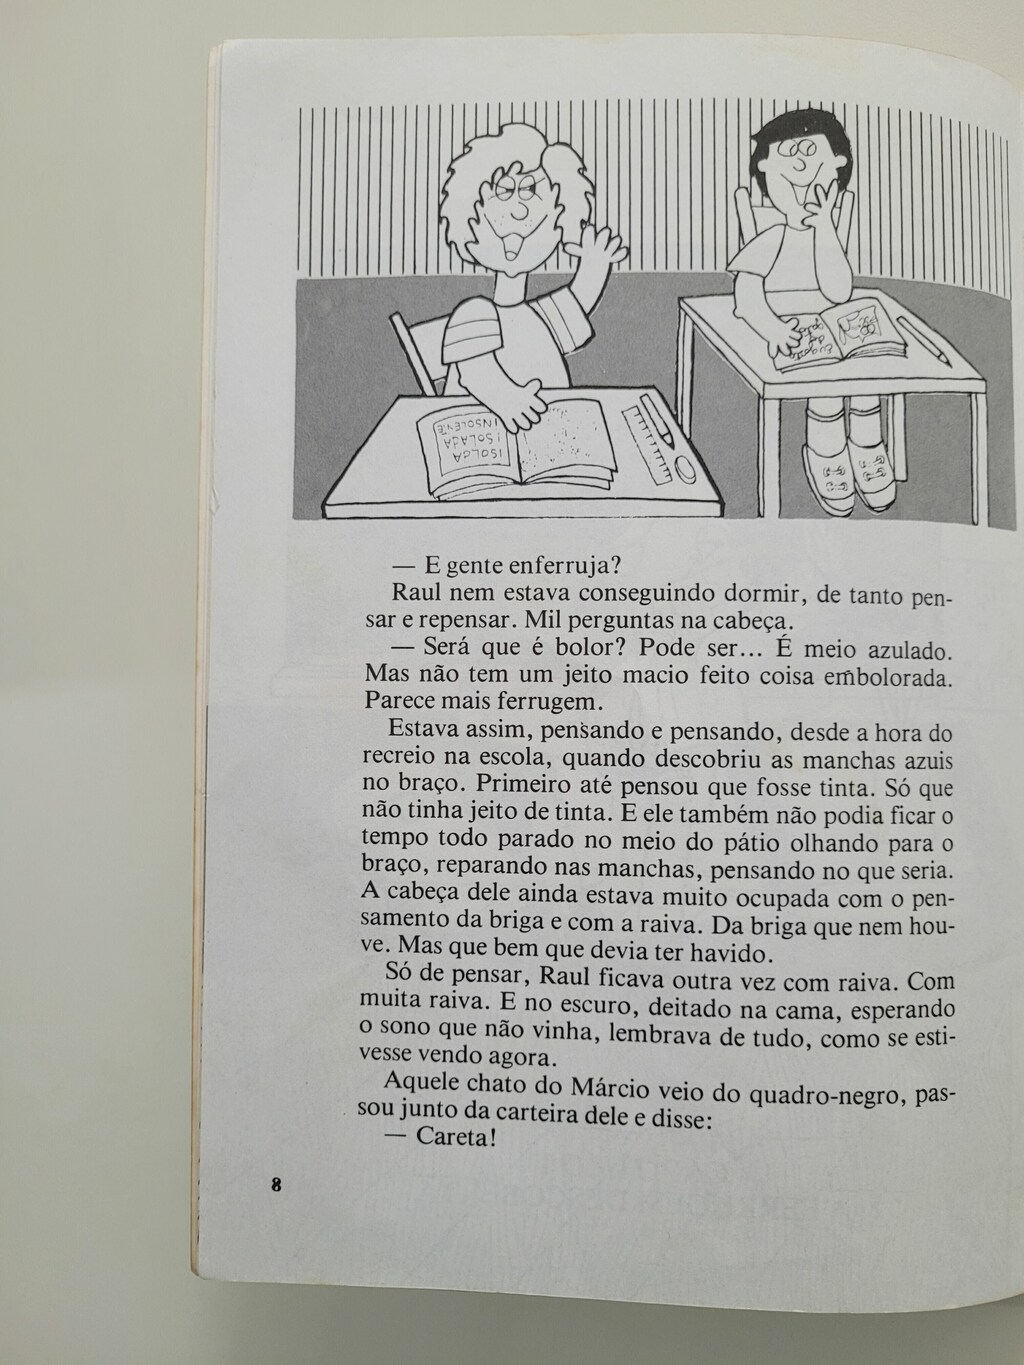 ISOLDA
ISOLADA
INSOLENTE
— E gente enferruja?
Raul nem estava conseguindo dormir, de tanto pen-
sar e repensar. Mil perguntas na cabeça.
— Será que é bolor? Pode ser... É meio azulado.
Mas não tem um jeito macio feito coisa embolorada.
Parece mais ferrugem.
Estava assim, pensando e pensando, desde a hora do
recreio na escola, quando descobriu as manchas azuis
no braço. Primeiro até pensou que fosse tinta. Só que
não tinha jeito de tinta. E ele também não podia ficar o
tempo todo parado no meio do pátio olhando para o
braço, reparando nas manchas, pensando no que seria.
A cabeça dele ainda estava muito ocupada com o pen-
samento da briga e com a raiva. Da briga que nem hou-
ve. Mas que bem que devia ter havido.
Só de pensar, Raul ficava outra vez com raiva. Com
muita raiva. E no escuro, deitado na cama, esperando
o sono que não vinha, lembrava de tudo, como se esti-
vesse vendo agora.
Aquele chato do Márcio veio do quadro-negro, pas-
sou junto da carteira dele e disse:
— Careta!
8